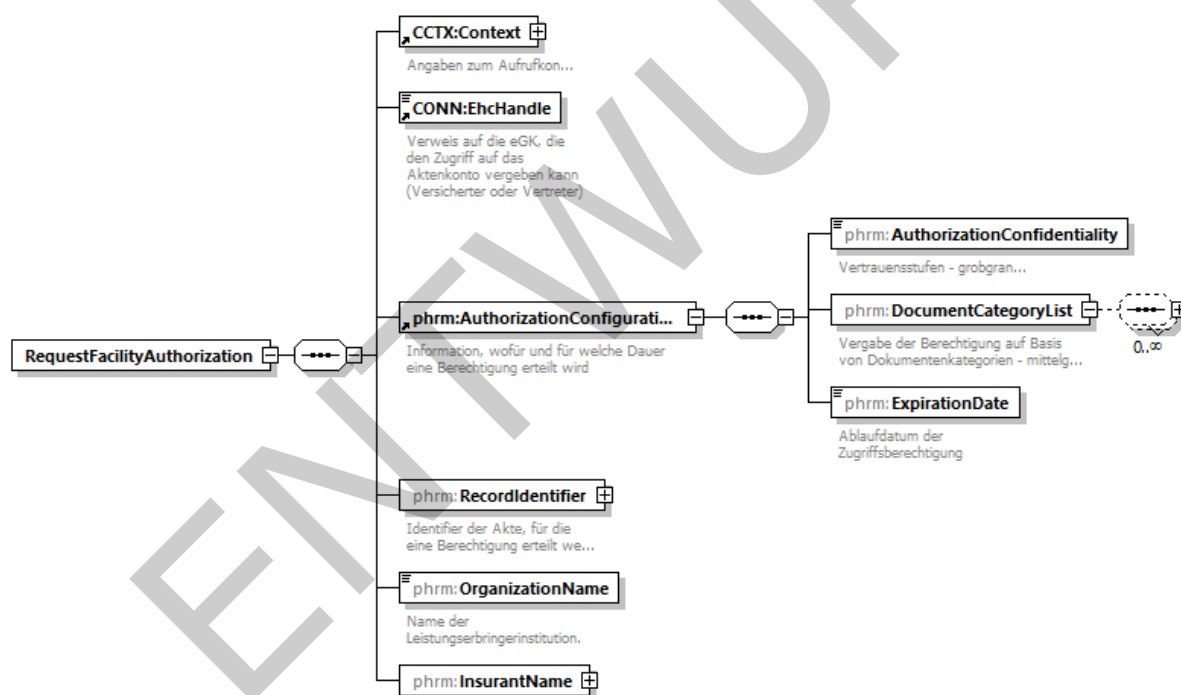 CCTX:Context
Angaben zum Aufrufkon...
CONN:EhcHandle
Verweis auf die eGK, die
den Zugriff auf das
Aktenkonto vergeben kann
(Versicherter oder Vertreter)
phrm:AuthorizationConfigurati...
Information, wofür und für welche Dauer
eine Berechtigung erteilt wird
phrm:AuthorizationConfidentiality
Vertrauensstufen - grobgran...
phrm:DocumentCategoryList
0..∞
Vergabe der Berechtigung auf Basis
von Dokumentenkategorien - mittelg...
phrm:ExpirationDate
Ablaufdatum der
Zugriffsberechtigung
RequestFacilityAuthorization
phrm:RecordIdentifier
Identifier der Akte, für die
eine Berechtigung erteilt we...
phrm:OrganizationName
Name der
Leistungserbringerinstitution.
phrm:InsurantName
ENTWUR